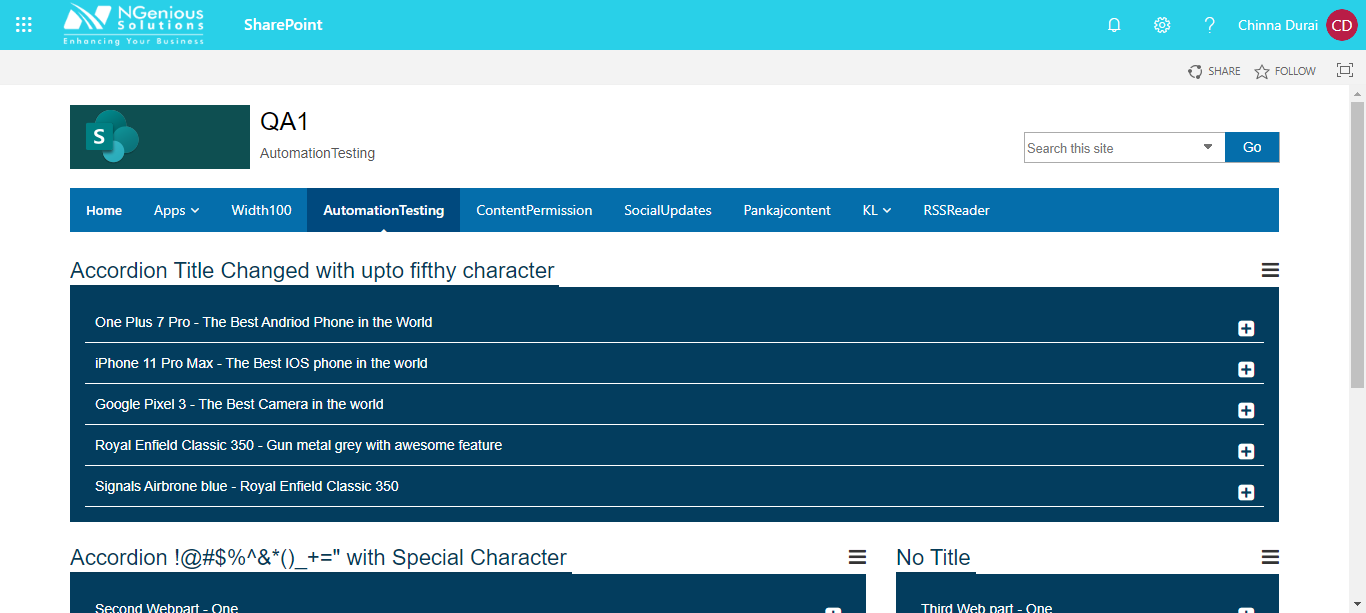 NGenious
Solutions
Enhancing Your Business
SharePoint
Chinna Durai
CD
SHARE
FOLLOW
S
QA1
AutomationTesting
Search this site
Go
Home
Apps
Width100
AutomationTesting
ContentPermission
SocialUpdates
Pankajcontent
KL
RSSReader
Accordion Title Changed with upto fifthy character
One Plus 7 Pro - The Best Andriod Phone in the World
iPhone 11 Pro Max - The Best IOS phone in the world
Google Pixel 3 - The Best Camera in the world
Royal Enfield Classic 350 - Gun metal grey with awesome feature
Signals Airbrone blue - Royal Enfield Classic 350
Accordion !@#$%^&*()_+=" with Special Character
No Title
Second Webpart - One
Third Web part - One